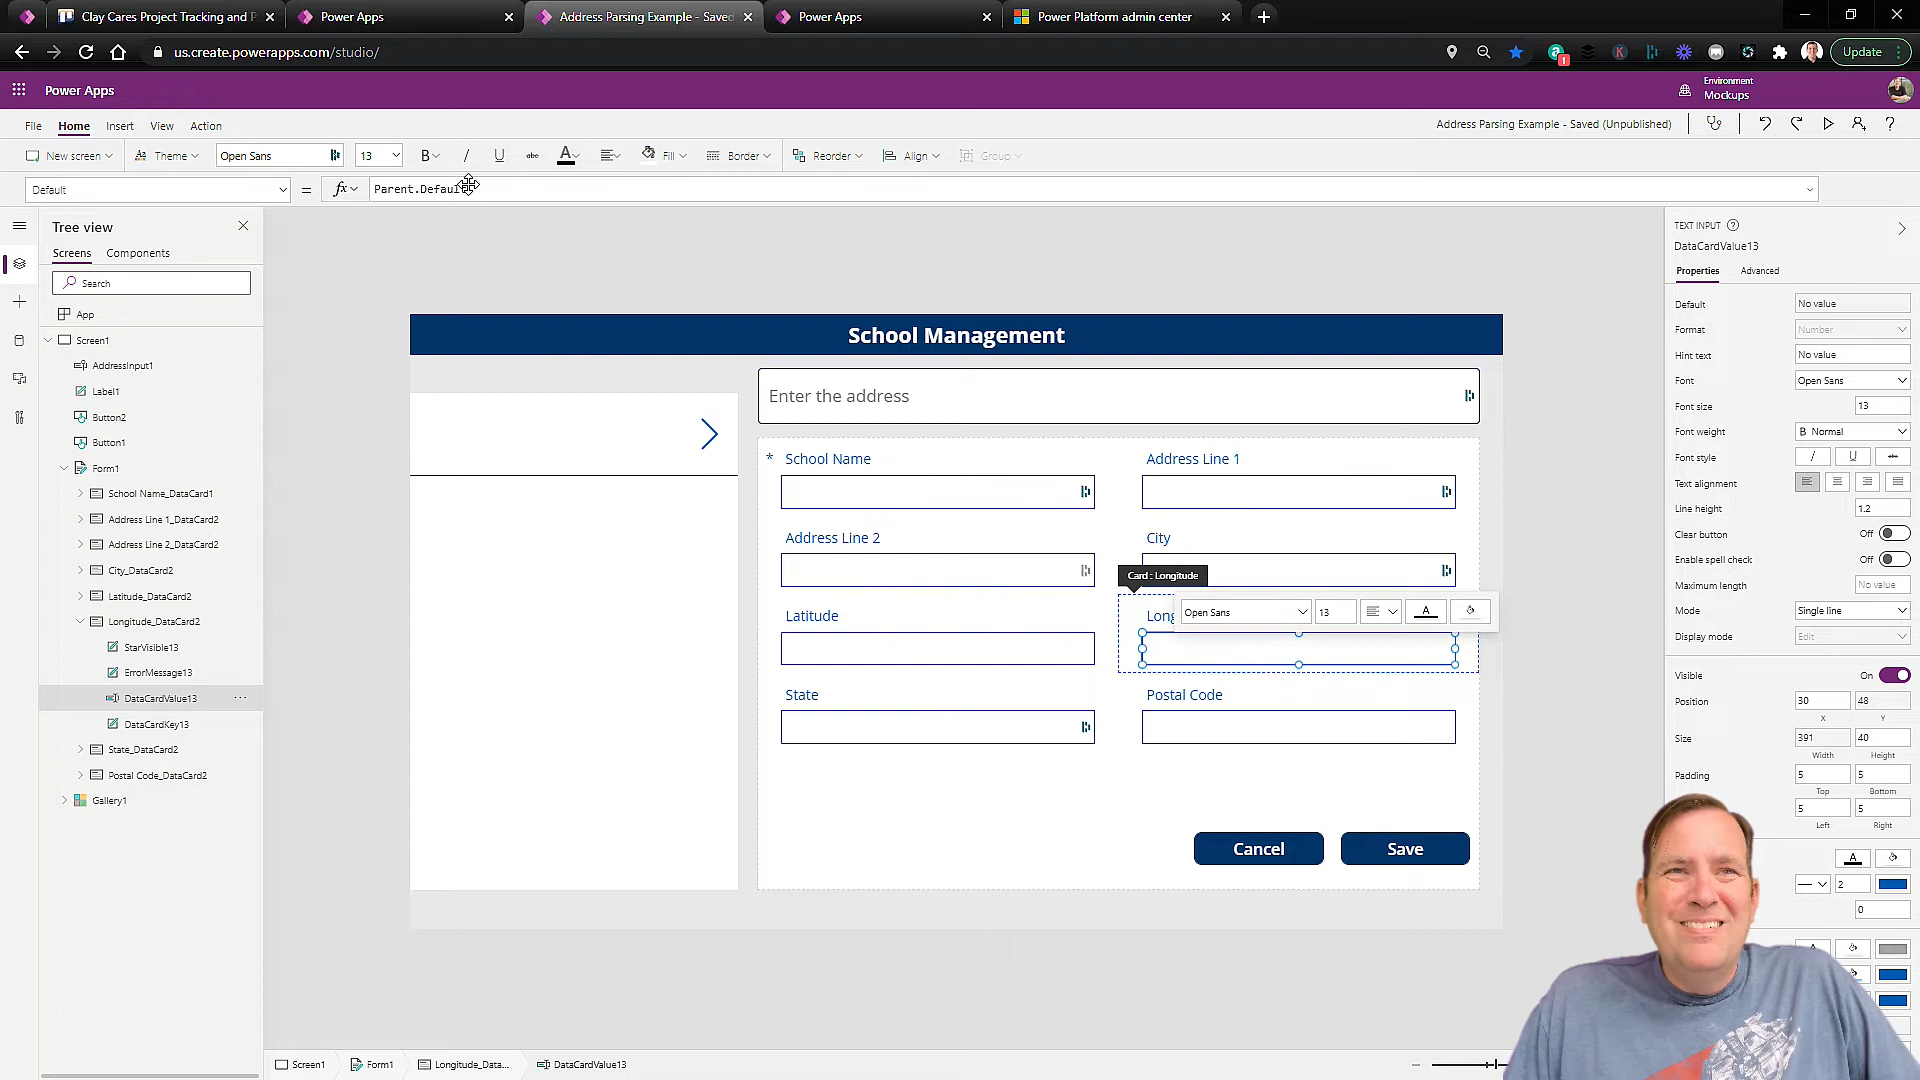 Clay Cares Project Tracking and P
Power Apps
Address Parsing Example - Saved
Power Apps
Power Platform admin center
us.create.powerapps.com/studio/
1
Update
Power Apps
Environment
Mockups
File
Home
Insert
View
Action
Address Parsing Example - Saved (Unpublished)
New screen
Theme
Open Sans
13
B
/
U
abc
A
Fill
Border
Reorder
Align
Group
Default
=
fx
Parent.Defaul
Tree view
Screens
Components
Search
App
Screen1
AddressInput1
Label1
Button2
Button1
Form1
School Name_DataCard1
Address Line 1_DataCard2
Address Line 2_DataCard2
City_DataCard2
Latitude_DataCard2
Longitude_DataCard2
StarVisible13
ErrorMessage13
DataCardValue13
...
DataCardKey13
State_DataCard2
Postal Code_DataCard2
Gallery1
School Management
Enter the address
* School Name
Address Line 1
Address Line 2
City
Card : Longitude
Open Sans
13
A
Latitude
Long
State
Postal Code
Cancel
Save
TEXT INPUT
DataCardValue13
Properties
Advanced
Default
No value
Format
Number
Hint text
No value
Font
Open Sans
Font size
13
Font weight
B Normal
Font style
/
U
Text alignment
Line height
1.2
Clear button
Off
Enable spell check
Off
Maximum length
No value
Mode
Single line
Display mode
Edit
Visible
On
Position
30
48
X
Y
Size
391
40
Width
Height
Padding
5
5
Top
Bottom
5
5
Left
Right
A
2
0
Screen1
Form1
Longitude_Data...
DataCardValue13